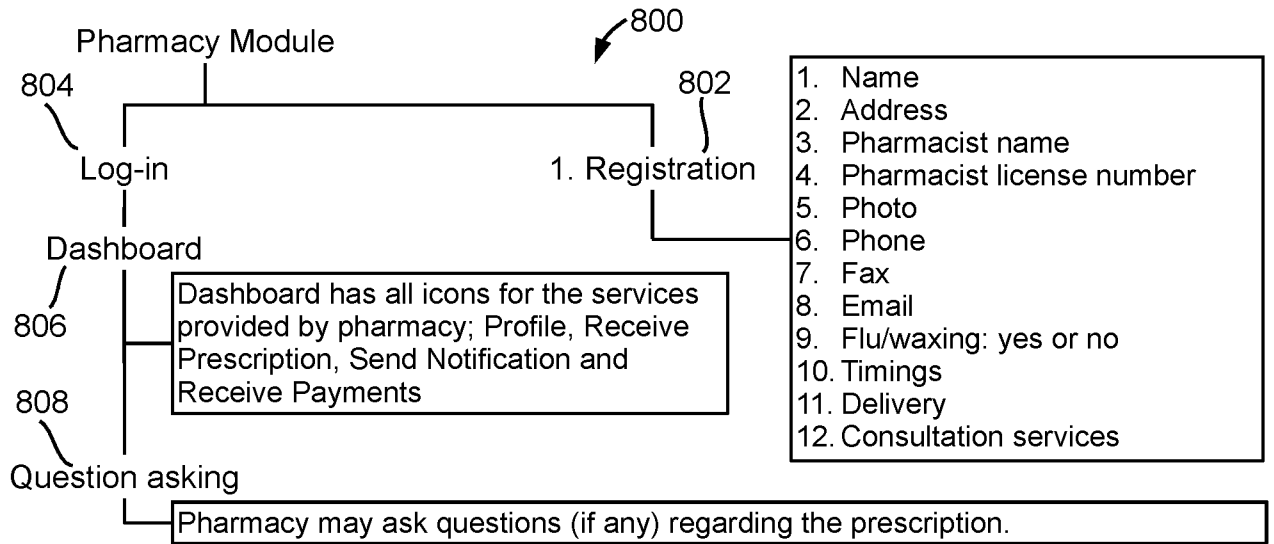 800
Pharmacy Module
804
802
Log-in
1. Registration
1. Name
2. Address
3. Pharmacist name
4. Pharmacist license number
5. Photo
6. Phone
7. Fax
8. Email
9. Flu/waxing: yes or no
10. Timings
11. Delivery
12. Consultation services
Dashboard
806
Dashboard has all icons for the services
provided by pharmacy; Profile, Receive
Prescription, Send Notification and
Receive Payments
808
Question asking
Pharmacy may ask questions (if any) regarding the prescription.